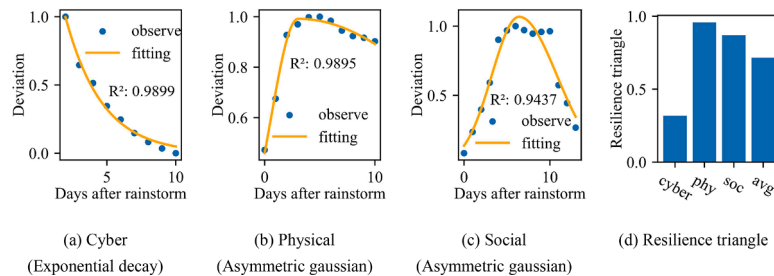 Deviation
1.0
0.5
0.0
observe
fitting
R²: 0.9899
5
10
Days after rainstorm
(a) Cyber
(Exponential decay)
Deviation
1.0
0.8
0.6
R²: 0.9895
observe
fitting
0
10
Days after rainstorm
(b) Physical
(Asymmetric gaussian)
Deviation
1.0
0.5
R²: 0.9437
observe
fitting
0
10
Days after rainstorm
(c) Social
(Asymmetric gaussian)
Resilience triangle
1.0
0.5
0.0
cyber
phy
soc
avg
(d) Resilience triangle